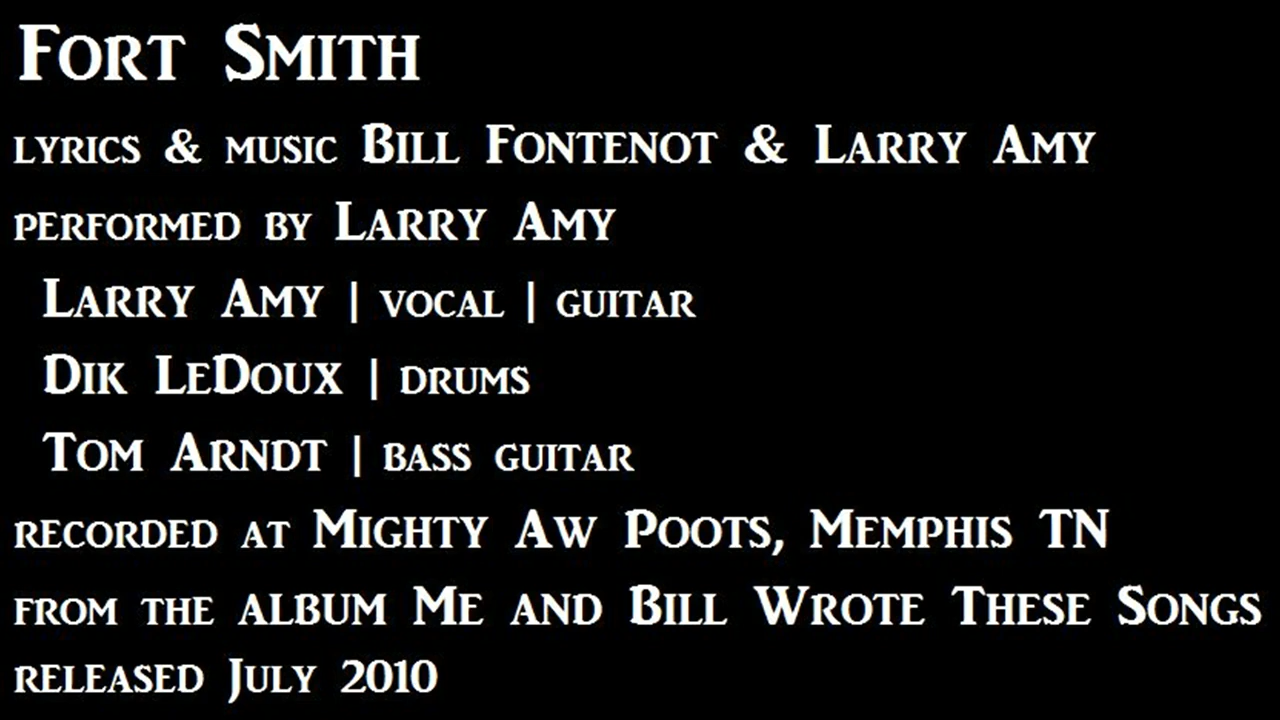 Fort Smith
lyrics & music Bill Fontenot & Larry Amy
performed by Larry Amy
Larry Amy | vocal | guitar
Dik LeDoux | drums
Tom Arndt | bass guitar
recorded at Mighty Aw Poots, Memphis TN
from the album Me and Bill Wrote These Songs
released July 2010